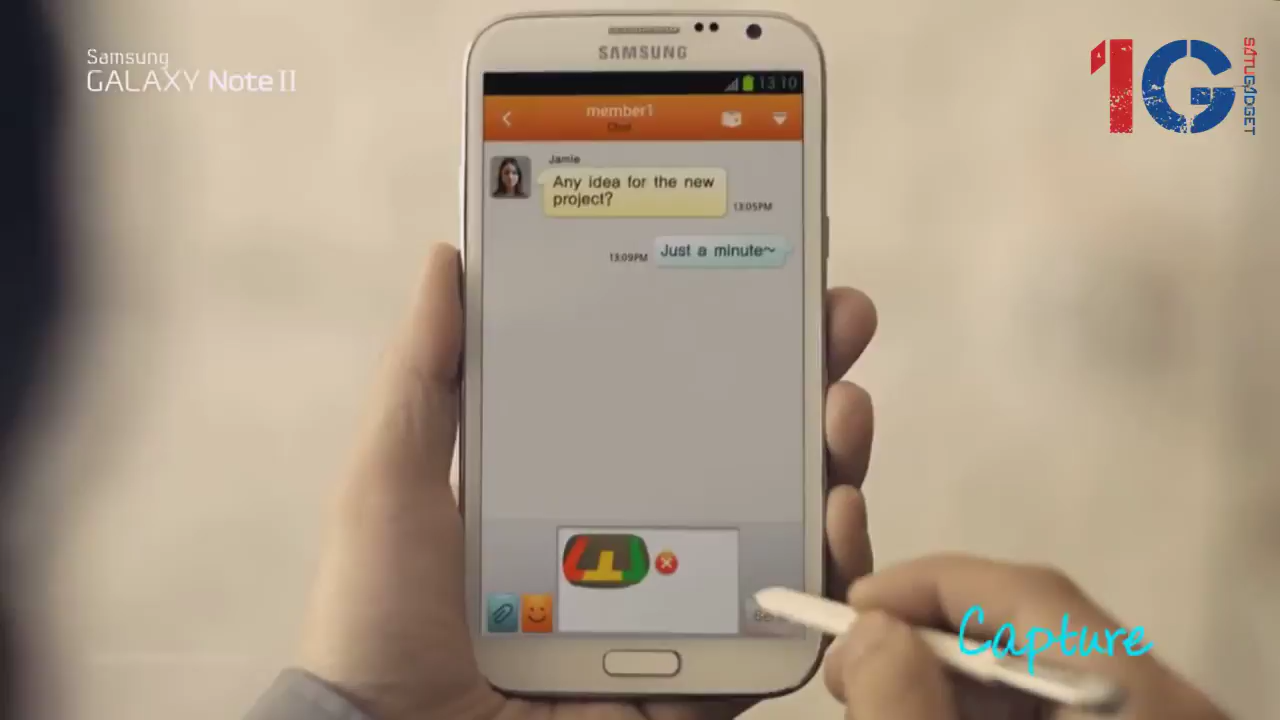 Samsung
GALAXY Note II
1G
SATUGADGET
SAMSUNG
13:10
member1
Chat
Jamie
Any idea for the new
project?
13:05PM
Just a minute~
13:09PM
Capture